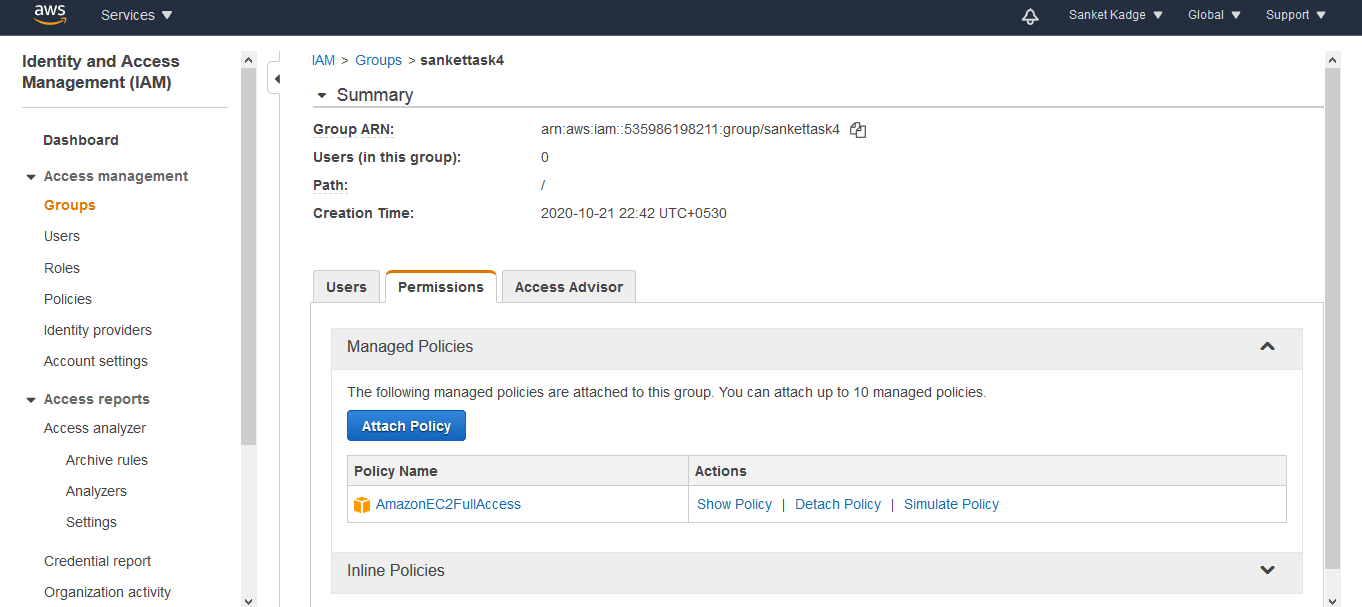 aws Services Sanket Kadge Global Support
Identity and Access
Management (IAM)
Dashboard
Access management
Groups
Users
Roles
Policies
Identity providers
Account settings
Access reports
Access analyzer
Archive rules
Analyzers
Settings
Credential report
Organization activity
IAM > Groups > sankettask4
Summary
Group ARN: arn:aws:iam::535986198211:group/sankettask4
Users (in this group): 0
Path: /
Creation Time: 2020-10-21 22:42 UTC+0530
Users Permissions Access Advisor
Managed Policies
The following managed policies are attached to this group. You can attach up to 10 managed policies.
Attach Policy
Policy Name Actions
AmazonEC2FullAccess Show Policy | Detach Policy | Simulate Policy
Inline Policies